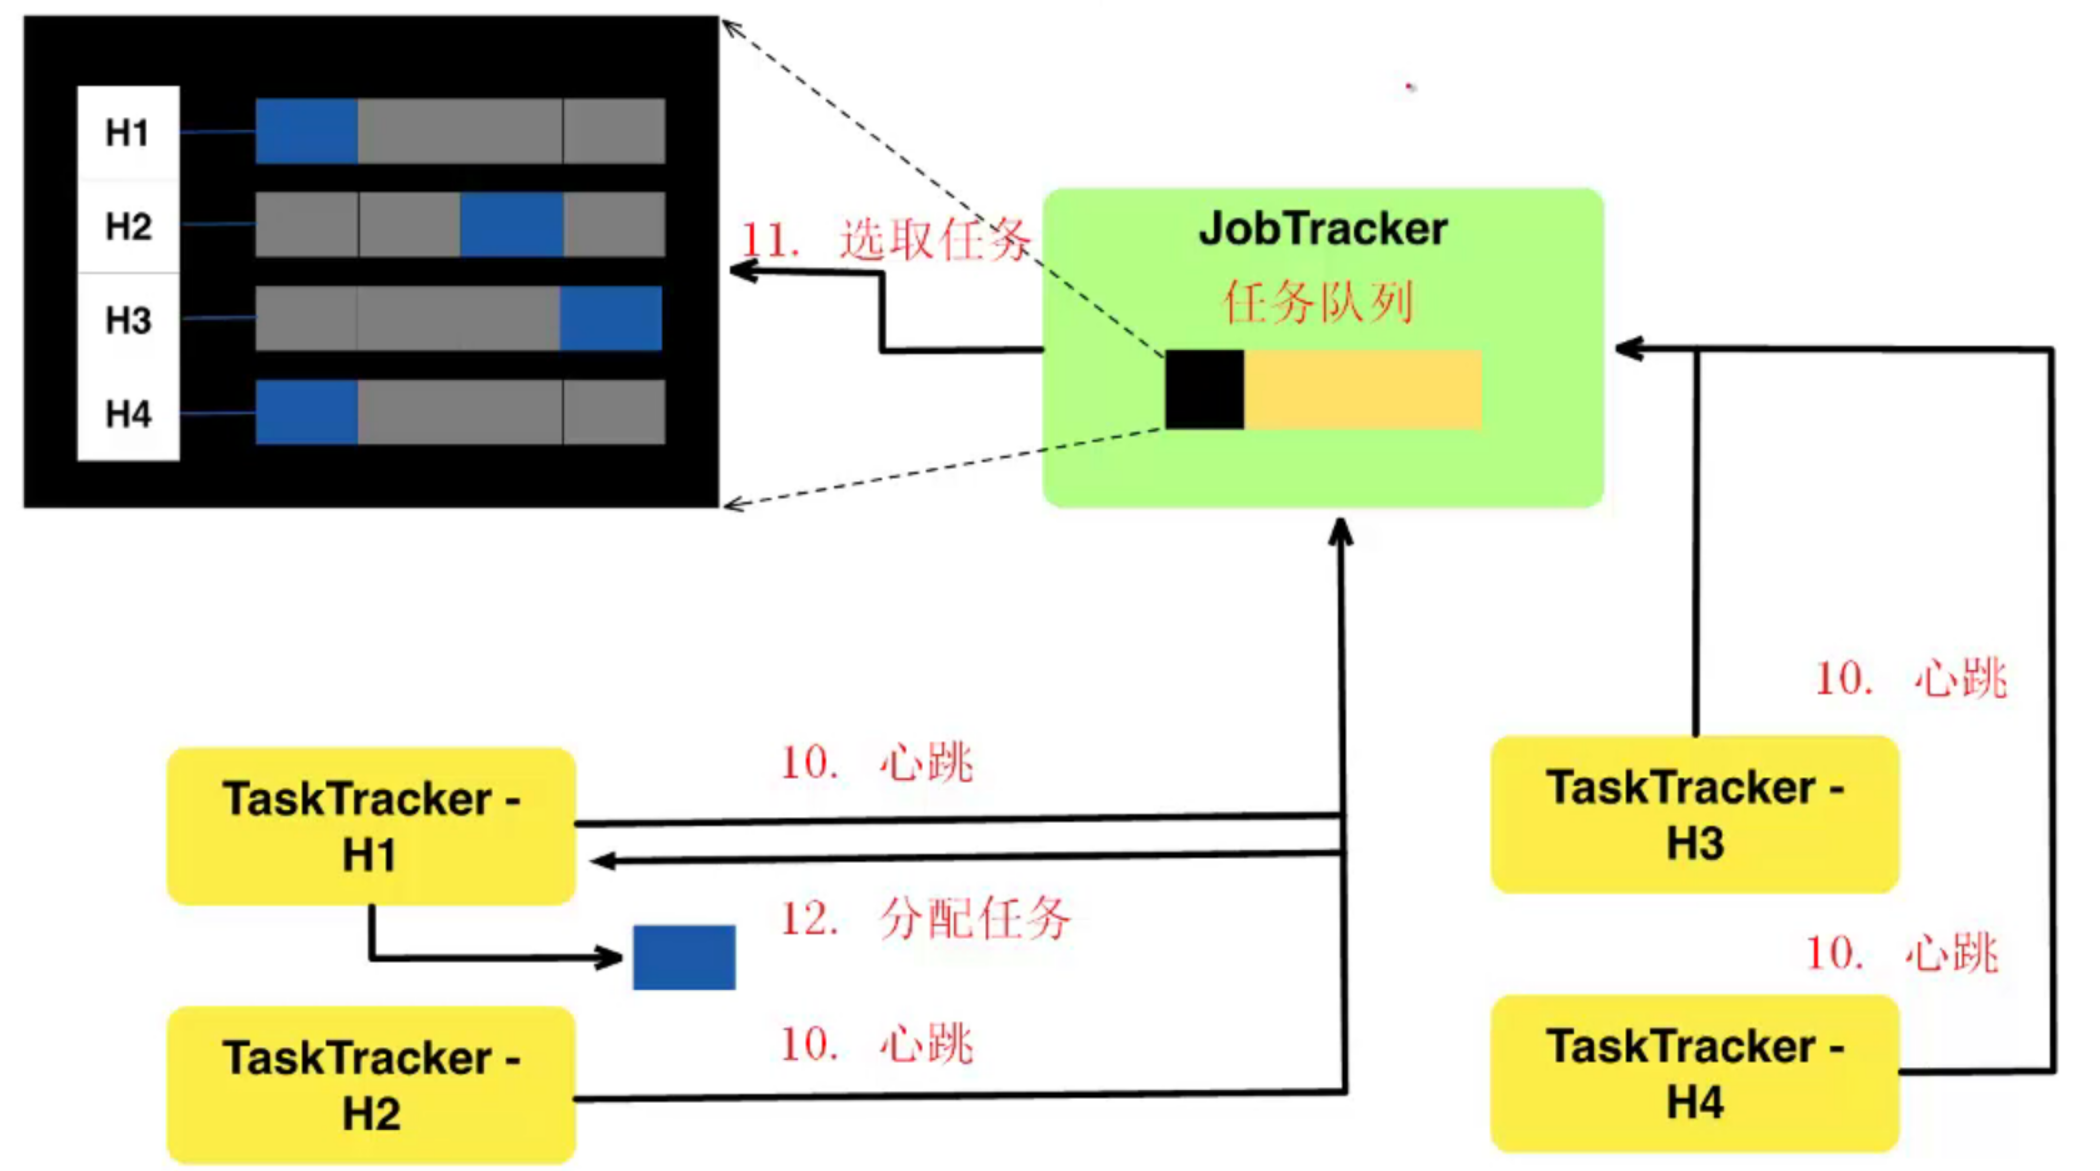 H1
H2
H3
H4
11. 选取任务
JobTracker
任务队列
10. 心跳
TaskTracker -
H1
12. 分配任务
10. 心跳
TaskTracker -
H2
10. 心跳
TaskTracker -
H3
10. 心跳
TaskTracker -
H4